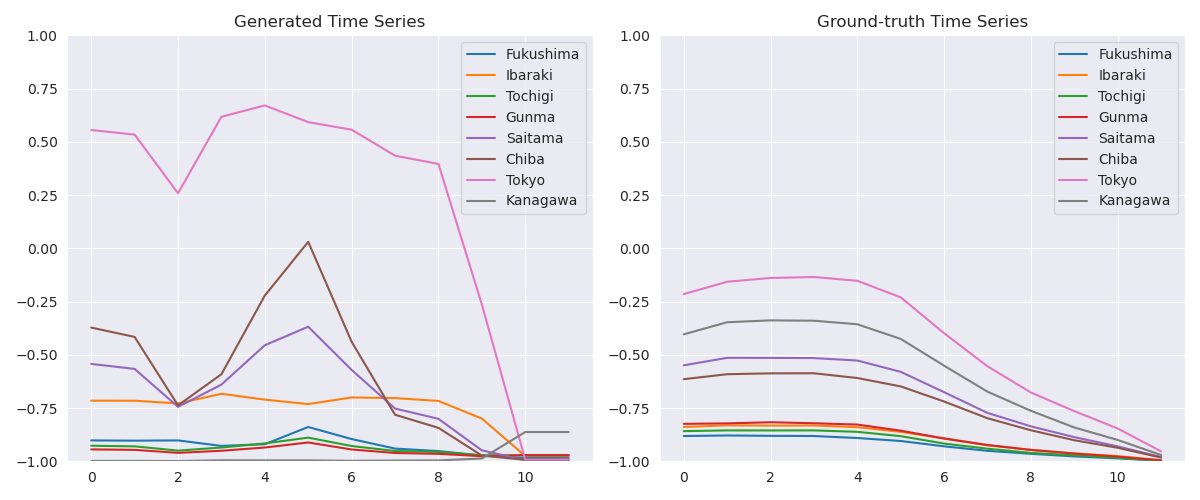 Generated Time Series
1.00
0.75
0.50
0.25
0.00
−0.25
−0.50
−0.75
−1.00
0 2 4 6 8 10
Fukushima
Ibaraki
Tochigi
Gunma
Saitama
Chiba
Tokyo
Kanagawa
Ground-truth Time Series
1.00
0.75
0.50
0.25
0.00
−0.25
−0.50
−0.75
−1.00
0 2 4 6 8 10
Fukushima
Ibaraki
Tochigi
Gunma
Saitama
Chiba
Tokyo
Kanagawa